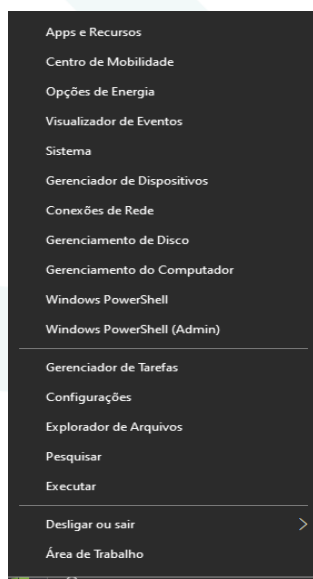 Apps e Recursos
Centro de Mobilidade
Opções de Energia
Visualizador de Eventos
Sistema
Gerenciador de Dispositivos
Conexões de Rede
Gerenciamento de Disco
Gerenciamento do Computador
Windows PowerShell
Windows PowerShell (Admin)
Gerenciador de Tarefas
Configurações
Explorador de Arquivos
Pesquisar
Executar
Desligar ou sair
Área de Trabalho